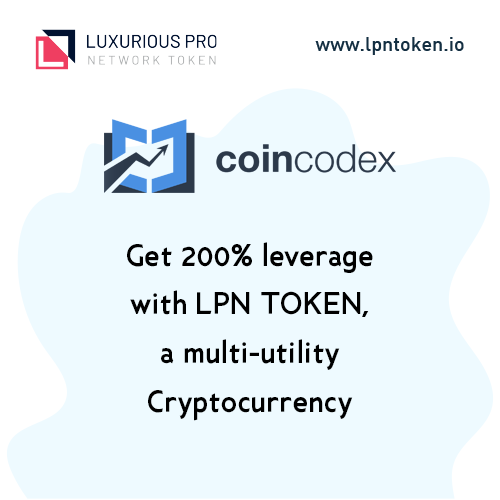 LUXURIOUS PRO
NETWORK TOKEN
www.lpntoken.io
coincodex
Get 200% leverage
with LPN TOKEN,
a multi-utility
Cryptocurrency